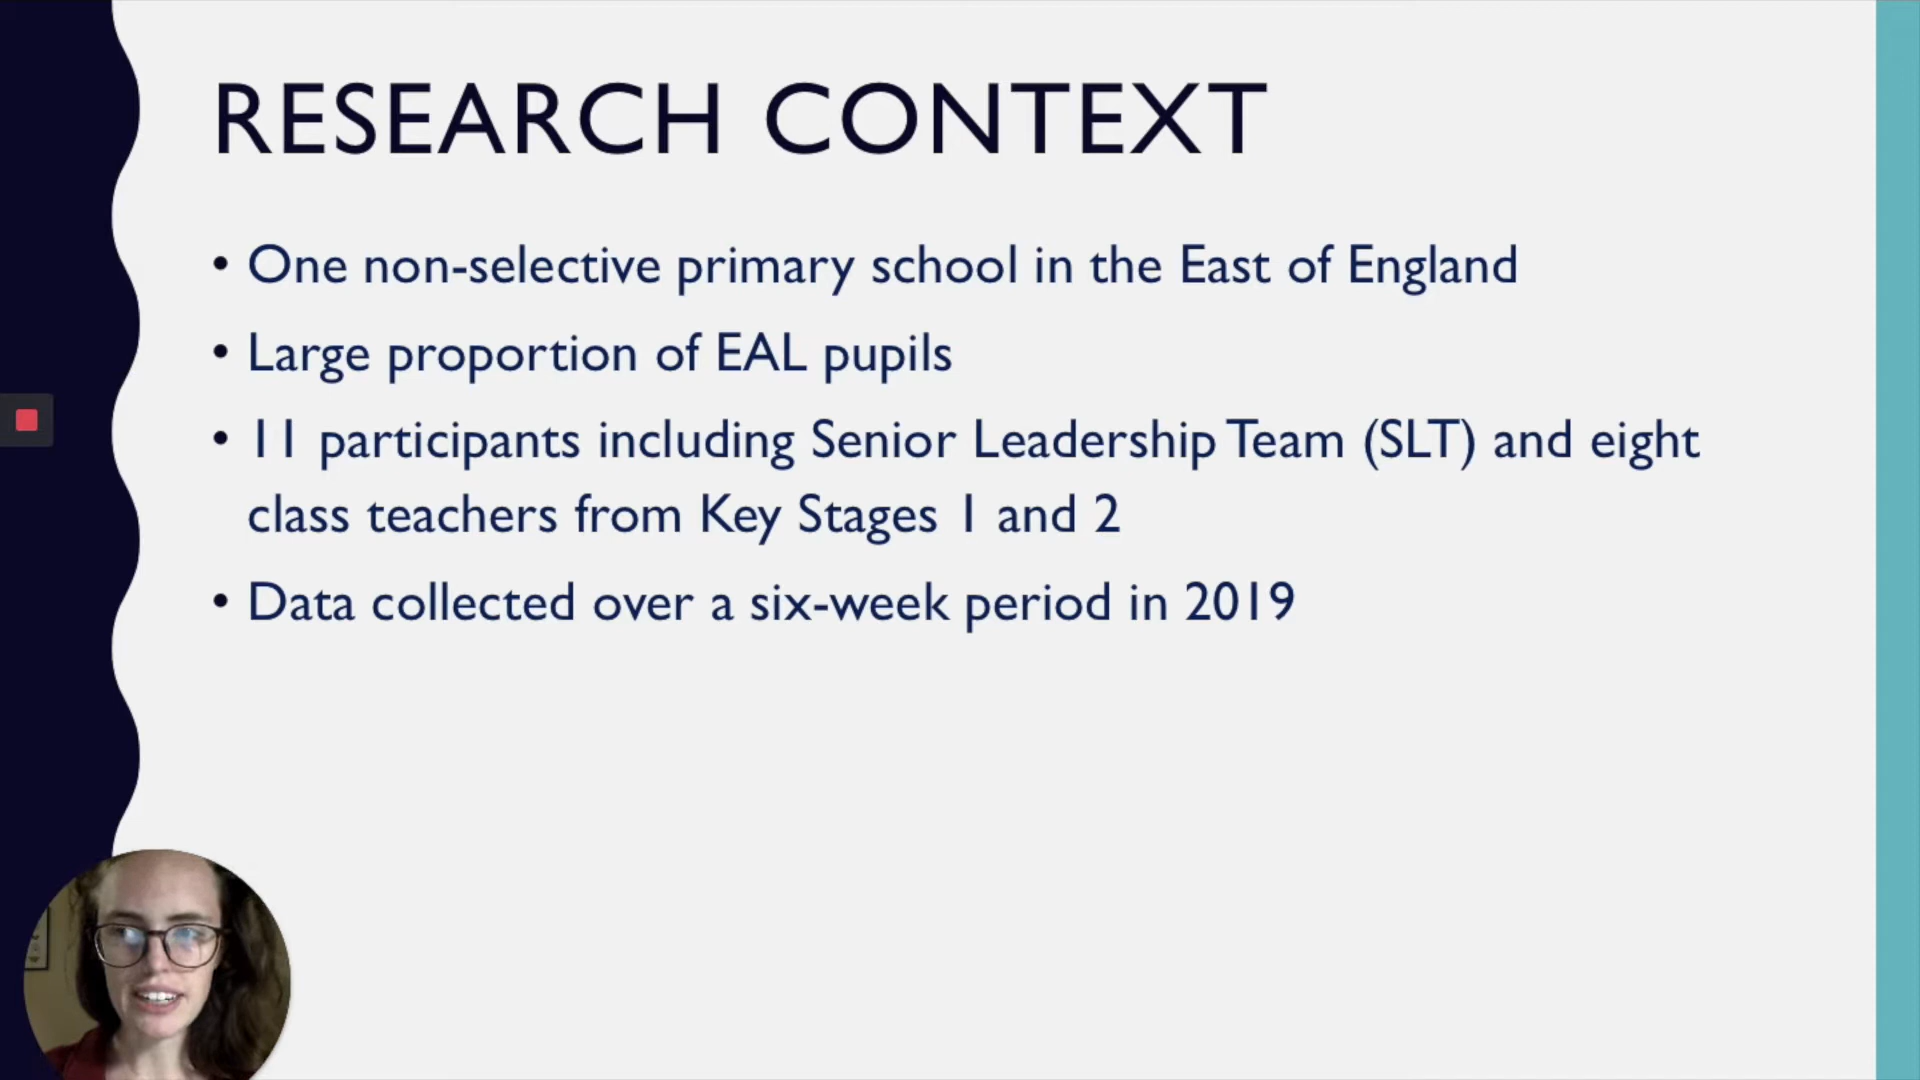 RESEARCH CONTEXT
• One non-selective primary school in the East of England
• Large proportion of EAL pupils
• 11 participants including Senior Leadership Team (SLT) and eight
class teachers from Key Stages 1 and 2
• Data collected over a six-week period in 2019